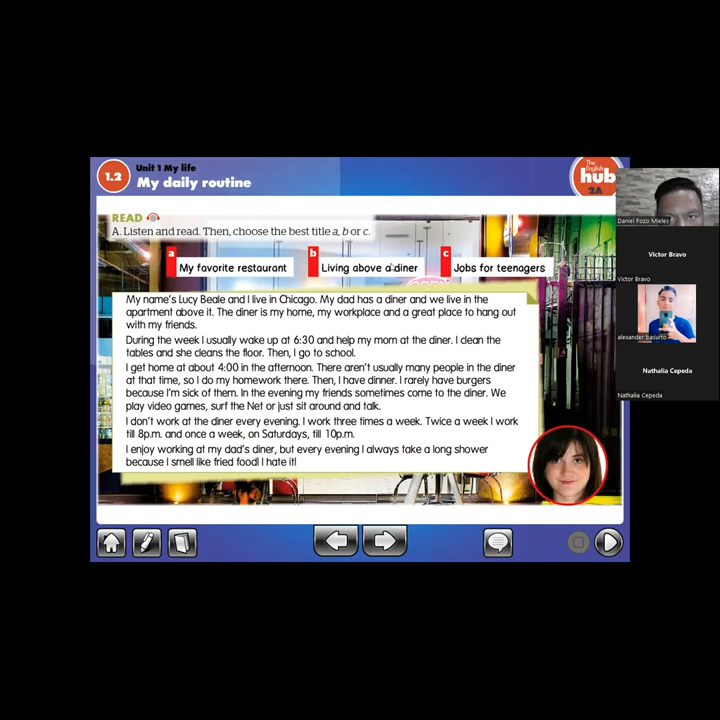 1.2
Unit 1 My life
My daily routine
The English
hub
2A
READ
A. Listen and read. Then, choose the best title a, b or c.
a My favorite restaurant
b Living above a diner
c Jobs for teenagers
My name's Lucy Beale and I live in Chicago. My dad has a diner and we live in the
apartment above it. The diner is my home, my workplace and a great place to hang out
with my friends.
During the week I usually wake up at 6:30 and help my mom at the diner. I clean the
tables and she cleans the floor. Then, I go to school.
I get home at about 4:00 in the afternoon. There aren't usually many people in the diner
at that time, so I do my homework there. Then, I have dinner. I rarely have burgers
because I'm sick of them. In the evening my friends sometimes come to the diner. We
play video games, surf the Net or just sit around and talk.
I don't work at the diner every evening. I work three times a week. Twice a week I work
till 8p.m. and once a week, on Saturdays, till 10p.m.
I enjoy working at my dad's diner, but every evening I always take a long shower
because I smell like fried food! I hate it!
Daniel Pozo Mieles
Victor Bravo
Victor Bravo
alexander basurto
Nathalia Cepeda
Nathalia Cepeda